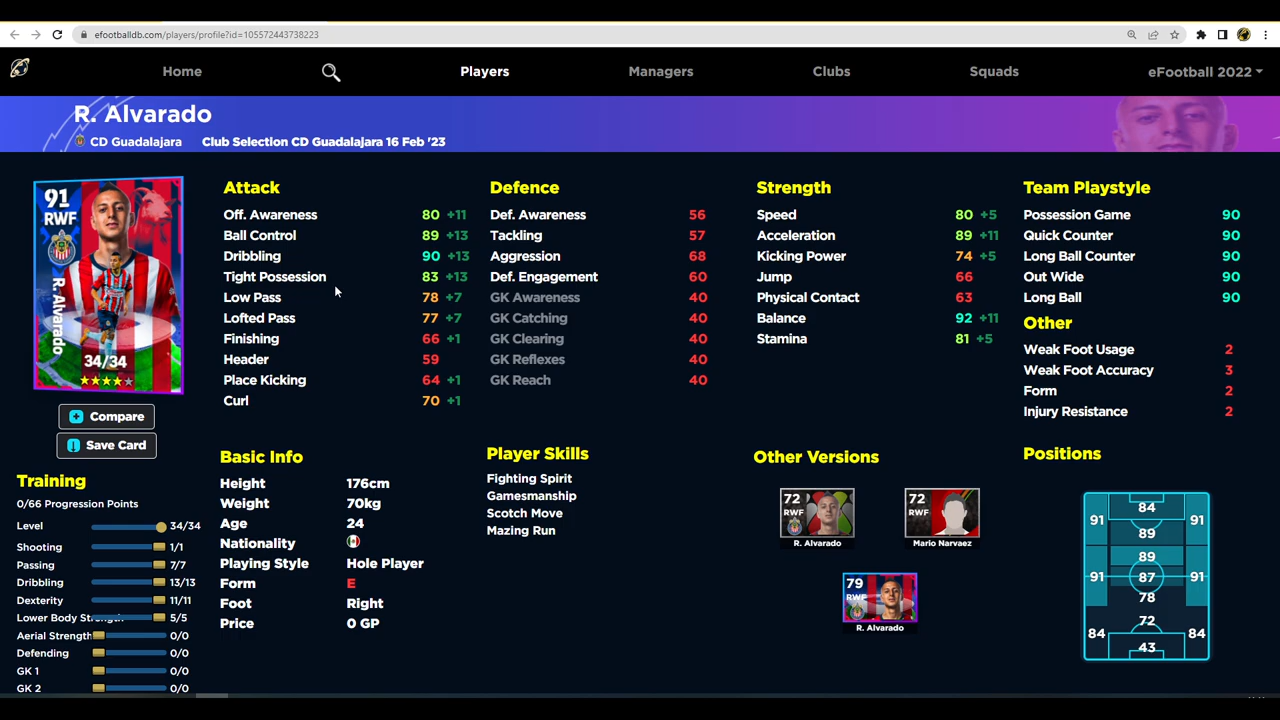 efootballdb.com/players/profile?id=105572443738223
Home Players Managers Clubs Squads eFootball 2022
R. Alvarado
CD Guadalajara Club Selection CD Guadalajara 16 Feb '23
91
RWF
R. Alvarado
34/34
Compare
Save Card
Training
0/66 Progression Points
Level 34/34
Shooting 1/1
Passing 7/7
Dribbling 13/13
Dexterity 11/11
Lower Body Strength 5/5
Aerial Strength 0/0
Defending 0/0
GK 1 0/0
GK 2 0/0
Attack
Off. Awareness 80 +11
Ball Control 89 +13
Dribbling 90 +13
Tight Possession 83 +13
Low Pass 78 +7
Lofted Pass 77 +7
Finishing 66 +1
Header 59
Place Kicking 64 +1
Curl 70 +1
Defence
Def. Awareness 56
Tackling 57
Aggression 68
Def. Engagement 60
GK Awareness 40
GK Catching 40
GK Clearing 40
GK Reflexes 40
GK Reach 40
Strength
Speed 80 +5
Acceleration 89 +11
Kicking Power 74 +5
Jump 66
Physical Contact 63
Balance 92 +11
Stamina 81 +5
Team Playstyle
Possession Game 90
Quick Counter 90
Long Ball Counter 90
Out Wide 90
Long Ball 90
Other
Weak Foot Usage 2
Weak Foot Accuracy 3
Form 2
Injury Resistance 2
Basic Info
Height 176cm
Weight 70kg
Age 24
Nationality
Playing Style Hole Player
Form E
Foot Right
Price 0 GP
Player Skills
Fighting Spirit
Gamesmanship
Scotch Move
Mazing Run
Other Versions
72
RWF
R. Alvarado
72
RWF
Mario Narvaez
79
RWF
R. Alvarado
Positions
84
91 91
89
89
91 87 91
78
72
84 84
43